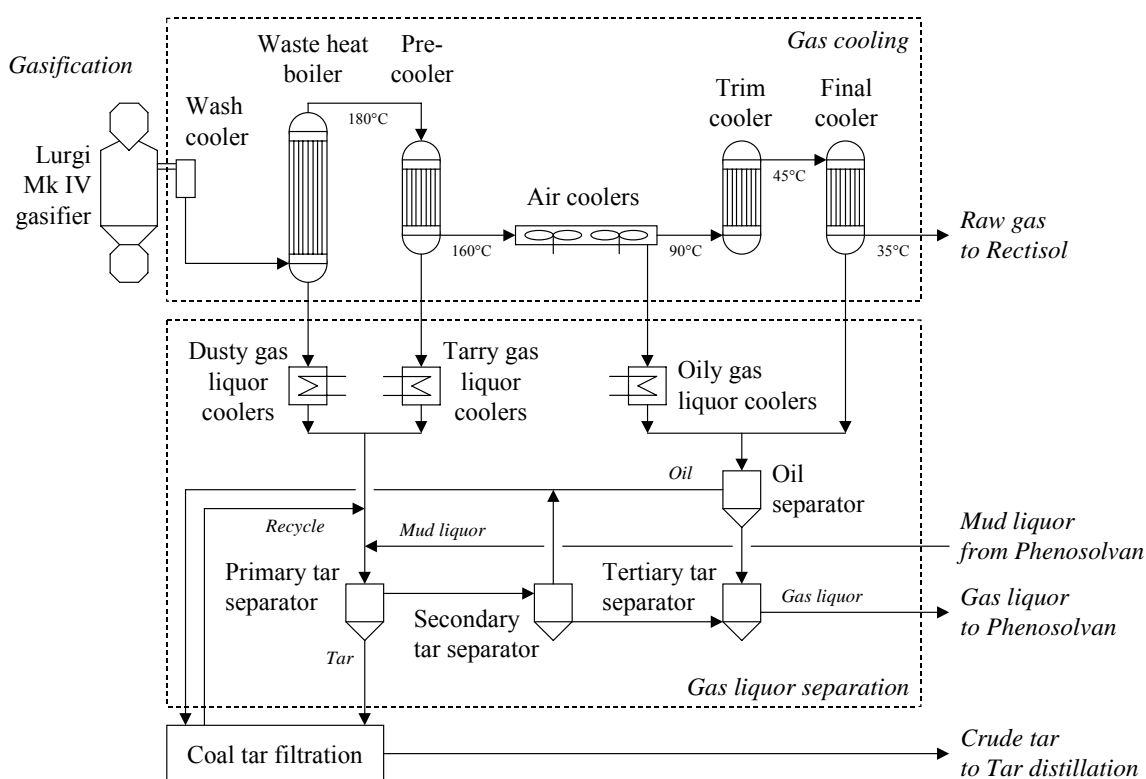 Gasification
Gas cooling
Waste heat
boiler
Pre-
cooler
Wash
cooler
Lurgi
Mk IV
gasifier
180°C
160°C
Air coolers
90°C
Trim
cooler
45°C
Final
cooler
35°C
Raw gas
to Rectisol
Dusty gas
liquor
coolers
Tarry gas
liquor
coolers
Oily gas
liquor coolers
Oil
Oil
separator
Recycle
Mud liquor
Mud liquor
from Phenosolvan
Primary tar
separator
Secondary
tar separator
Tertiary tar
separator
Gas liquor
Gas liquor
to Phenosolvan
Tar
Gas liquor separation
Coal tar filtration
Crude tar
to Tar distillation